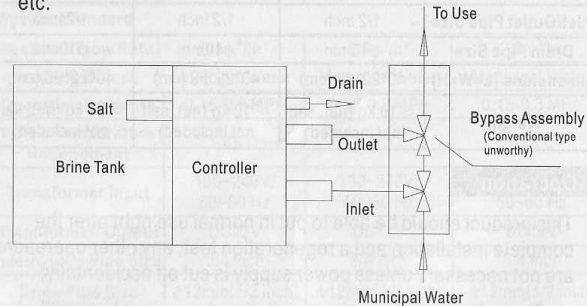 etc.
To Use
Drain
Salt
Bypass Assembly
(Conventional type
unworthy)
Outlet
Brine Tank
Controller
Inlet
Municipal Water